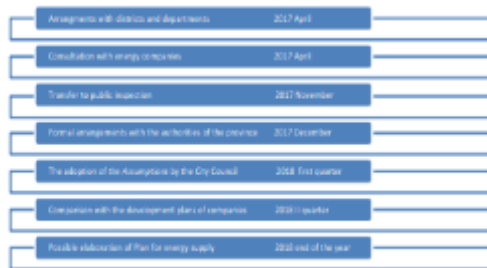 Arrangments with districts and departments 2017 April
Consultation with energy companies 2017 April
Transfer to public inspection 2017 November
Formal arrangements with the authorities of the province 2017 December
The adoption of the Assumptions by the City Council 2018 first quarter
Comparison with the development plans of companies quarter
Possible elaboration of Plan for energy supply 2018 end of the year